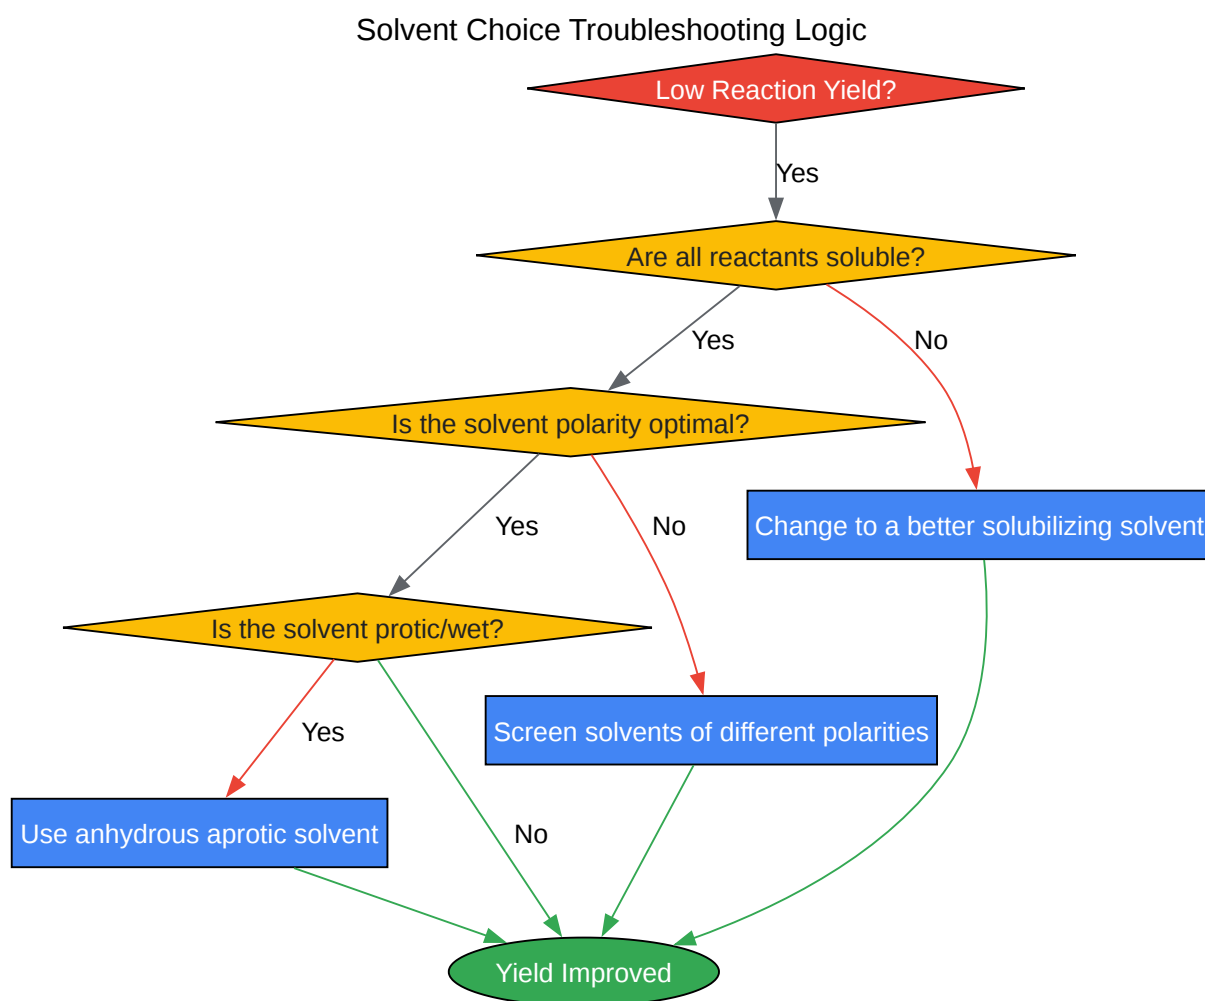 Solvent Choice Troubleshooting Logic
Low Reaction Yield?
Yes
Are all reactants soluble?
Yes
No
Is the solvent polarity optimal?
Yes
No
Change to a better solubilizing solvent
Is the solvent protic/wet?
Yes
Screen solvents of different polarities
Use anhydrous aprotic solvent
No
Yield Improved